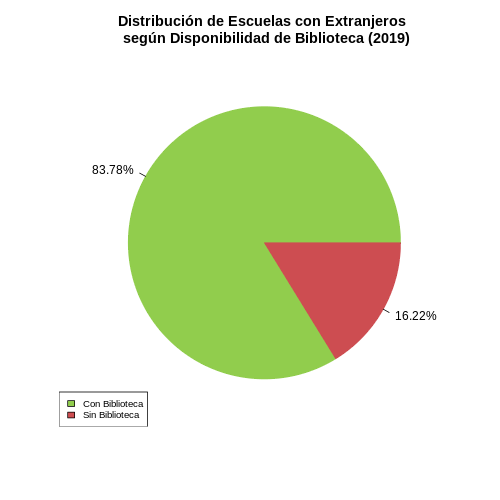 Distribución de Escuelas con Extranjeros
según Disponibilidad de Biblioteca (2019)
83.78%
16.22%
Con Biblioteca
Sin Biblioteca